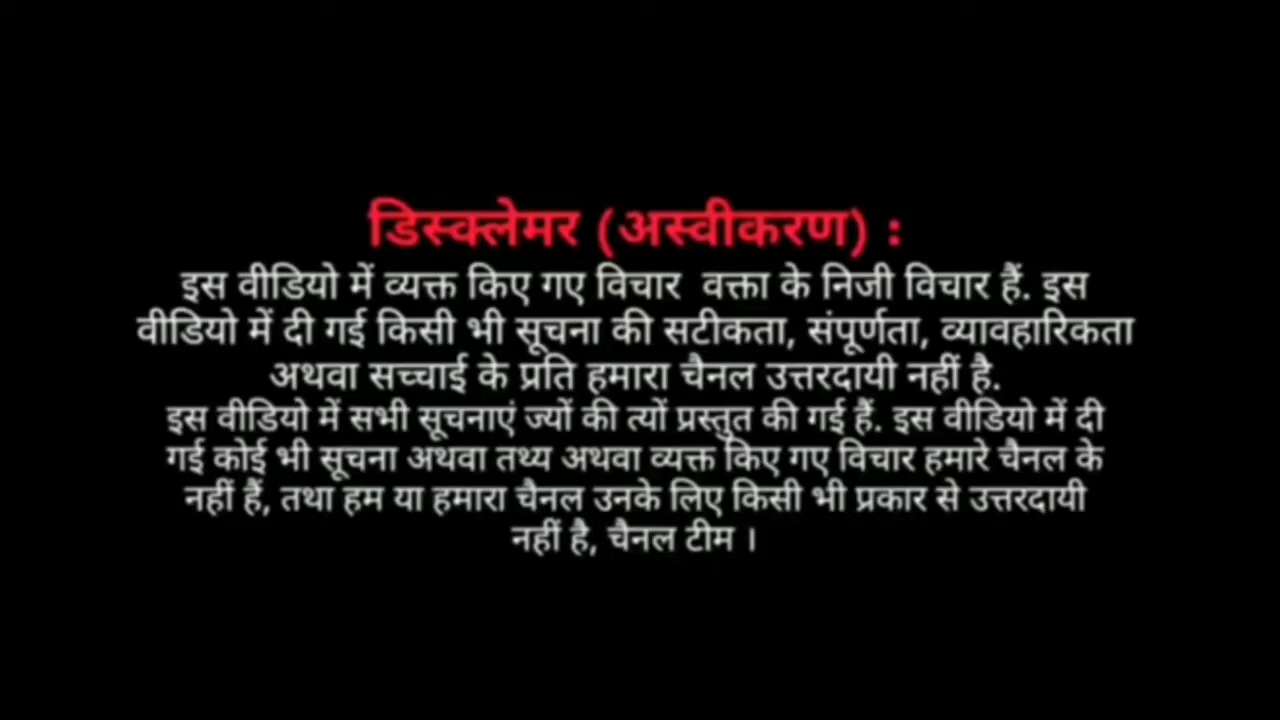 डिस्क्लेमर (अस्वीकरण) :
इस वीडियो में व्यक्त किए गए विचार वक्ता के निजी विचार हैं. इस
वीडियो में दी गई किसी भी सूचना की सटीकता, संपूर्णता, व्यावहारिकता
अथवा सच्चाई के प्रति हमारा चैनल उत्तरदायी नहीं है.
इस वीडियो में सभी सूचनाएं ज्यों की त्यों प्रस्तुत की गई हैं. इस वीडियो में दी
गई कोई भी सूचना अथवा तथ्य अथवा व्यक्त किए गए विचार हमारे चैनल के
नहीं हैं, तथा हम या हमारा चैनल उनके लिए किसी भी प्रकार से उत्तरदायी
नहीं है, चैनल टीम ।